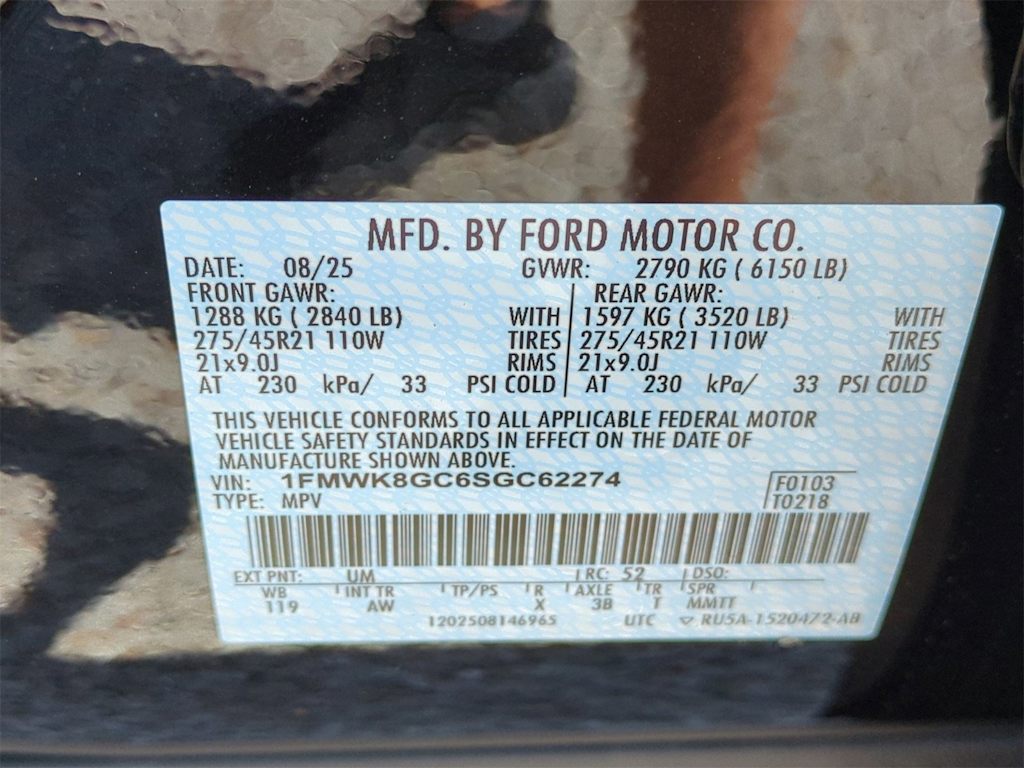 MFD. BY FORD MOTOR CO.
DATE: 08/25 GVWR: 2790 KG ( 6150 LB)
FRONT GAWR: REAR GAWR:
1288 KG ( 2840 LB) WITH 1597 KG ( 3520 LB) WITH
275/45R21 110W TIRES 275/45R21 110W TIRES
21x9.0J RIMS 21x9.0J RIMS
AT 230 kPa/ 33 PSI COLD AT 230 kPa/ 33 PSI COLD
THIS VEHICLE CONFORMS TO ALL APPLICABLE FEDERAL MOTOR
VEHICLE SAFETY STANDARDS IN EFFECT ON THE DATE OF
MANUFACTURE SHOWN ABOVE.
VIN: 1FMWK8GC6SGC62274 F0103
TYPE: MPV T0218
EXT PNT: UM RC: 52 DSO:
WB INT TR TP/PS R AXLE TR SPR
119 AW X 3B T MMTT
1202508146965 UTC ▽ RU5A-1520472-AB